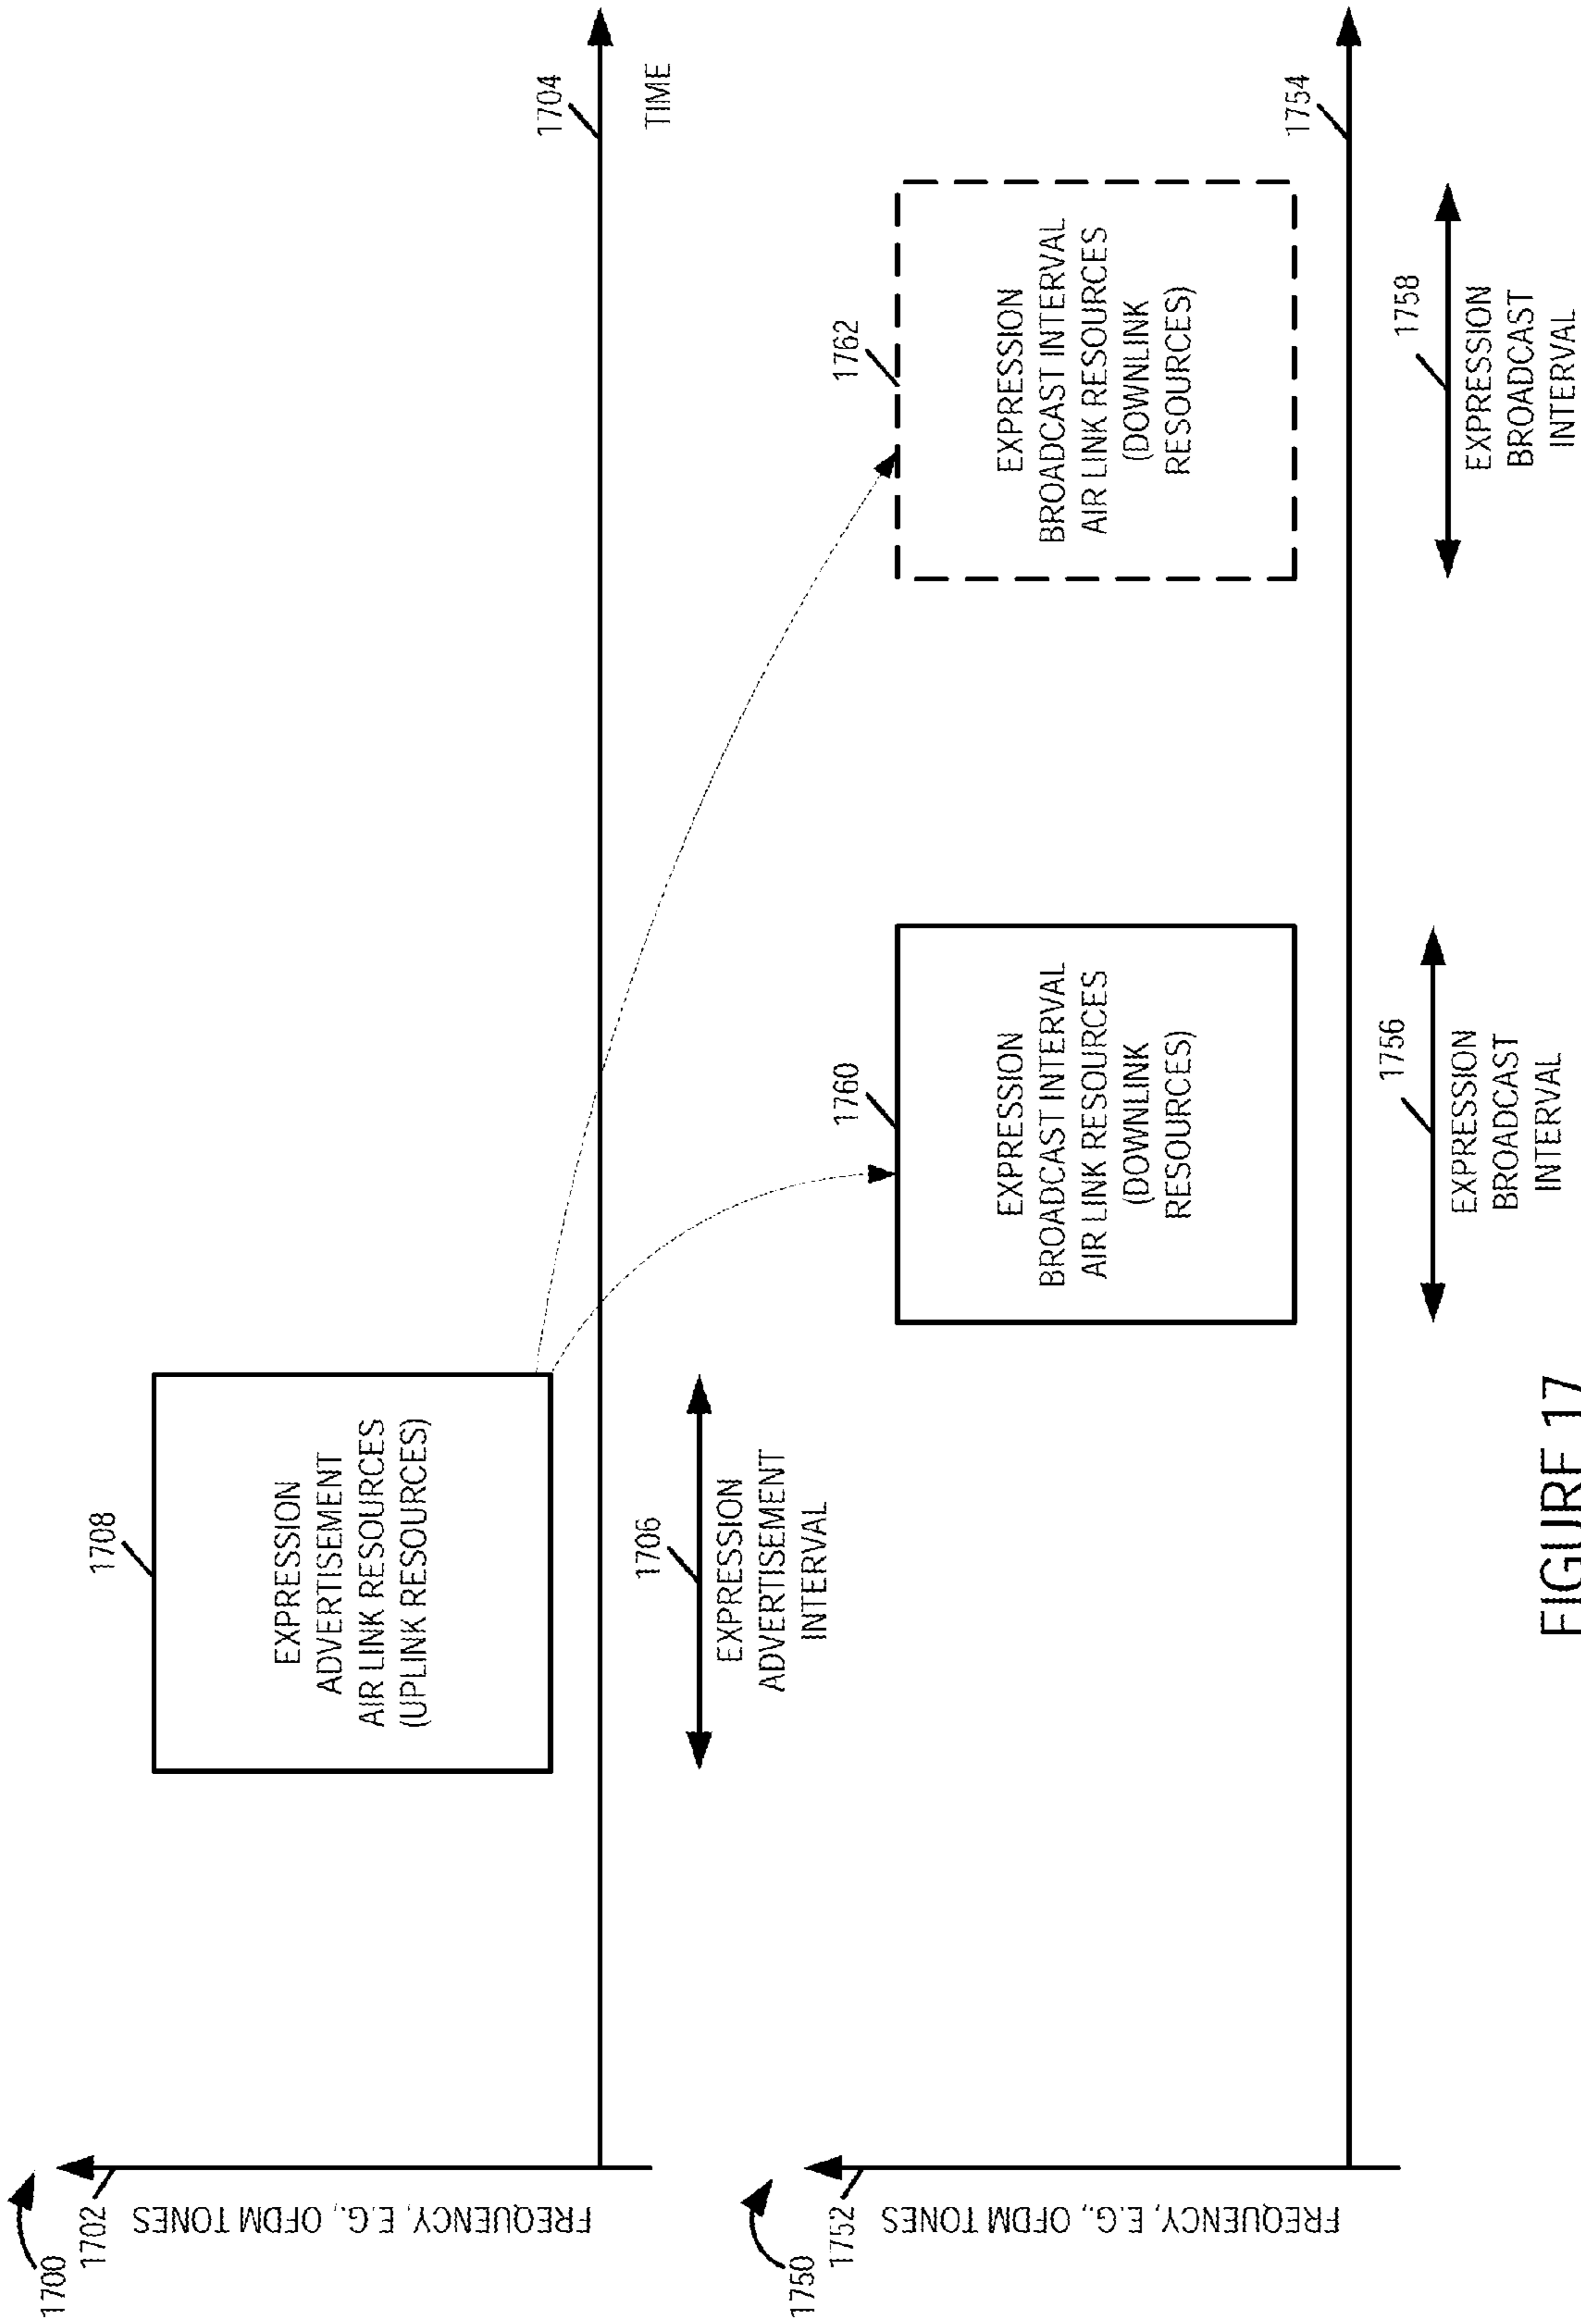 1700
1702
FREQUENCY, E.G., OFDM TONES
1708
EXPRESSION
ADVERTISEMENT
AIR LINK RESOURCES
(UPLINK RESOURCES)
1704
TIME
1706
EXPRESSION
ADVERTISEMENT
INTERVAL
1750
1752
FREQUENCY, E.G., OFDM TONES
1760
EXPRESSION
BROADCAST INTERVAL
AIR LINK RESOURCES
(DOWNLINK
RESOURCES)
1762
EXPRESSION
BROADCAST INTERVAL
AIR LINK RESOURCES
(DOWNLINK
RESOURCES)
1754
1756
EXPRESSION
BROADCAST
INTERVAL
1758
EXPRESSION
BROADCAST
INTERVAL
FIGURE 17